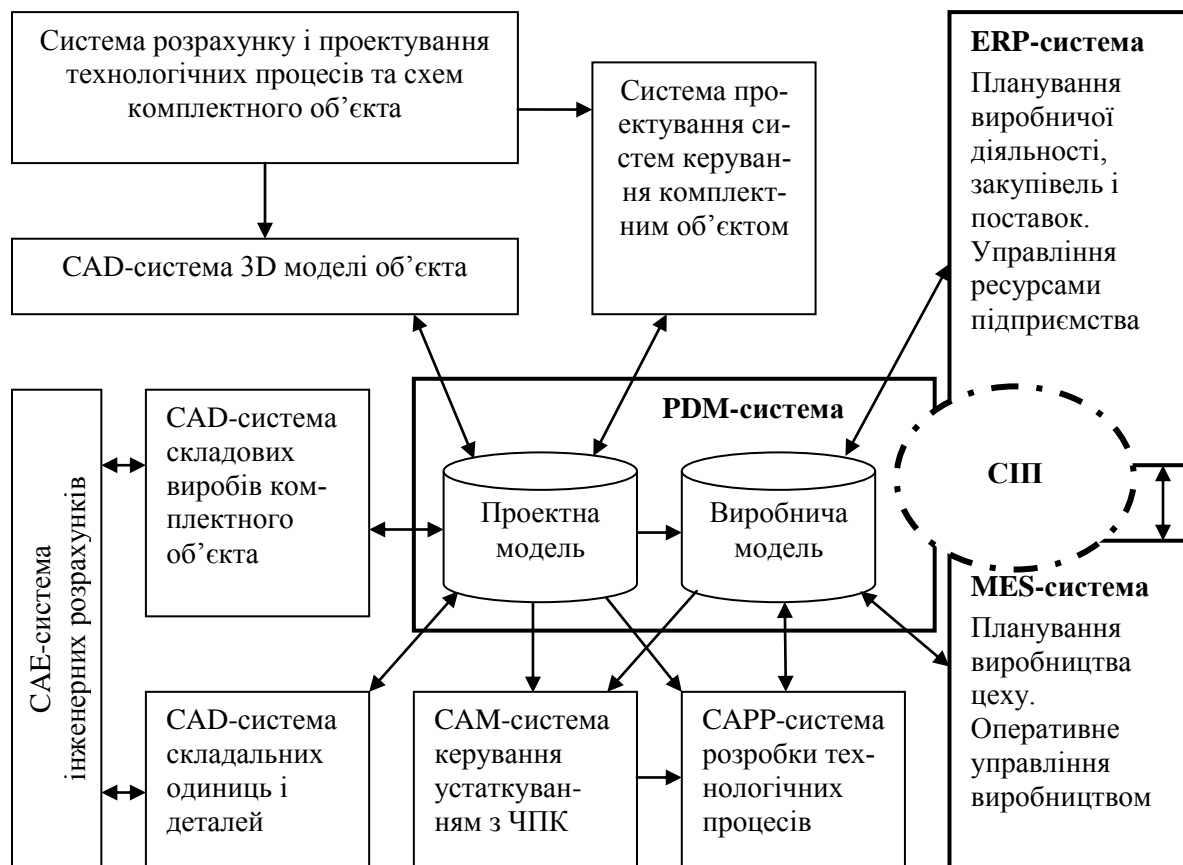 Система розрахунку і проектування
технологічних процесів та схем
комплектного об’єкта
Система про-
ектування си-
стем керуван-
ня комплект-
ним об’єктом
ERP-система
Планування
виробничої
діяльності,
закупівель і
поставок.
Управління
ресурсами
підприємства
CAD-система 3D моделі об’єкта
CAE-система
інженерних розрахунків
CAD-система
складових
виробів ком-
плектного
об’єкта
PDM-система
Проектна
модель
Виробнича
модель
СІП
MES-система
Планування
виробництва
цеху.
Оперативне
управління
виробництвом
CAD-система
складальних
одиниць і
деталей
CAM-система
керування
устаткуван-
ням з ЧПК
CAPP-система
розробки тех-
нологічних
процесів